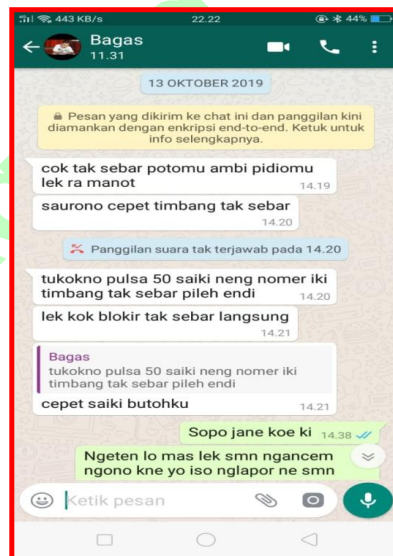 443 KB/s 22.22 44%
Bagas
11.31
13 OKTOBER 2019
Pesan yang dikirim ke chat ini dan panggilan kini
diamankan dengan enkripsi end-to-end. Ketuk untuk
info selengkapnya.
cok tak sebar potomu ambi pidiomu
lek ra manot 14.19
saurono cepet timbang tak sebar
14.20
Panggilan suara tak terjawab pada 14.20
tukokno pulsa 50 saiki neng nomer iki
timbang tak sebar pileh endi 14.20
lek kok blokir tak sebar langsung
14.21
Bagas
tukokno pulsa 50 saiki neng nomer iki
timbang tak sebar pileh endi
cepet saiki butohku 14.21
Sopo jane koe ki 14.38
Ngeten lo mas lek smn ngancem
ngono kne yo iso nglapor ne smn
Ketik pesan